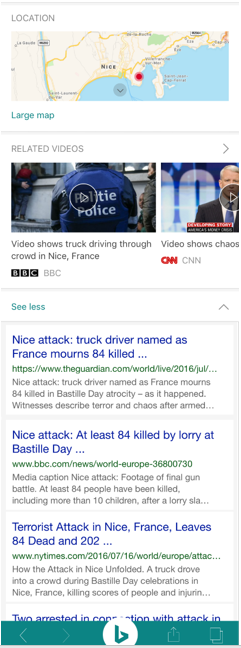 LOCATION
La Gaude
NICE
Large map
RELATED VIDEOS
Politie
Police
DEVELOPING STORY
Video shows truck driving through
crowd in Nice, France
BBC BBC
Video shows chaos
CNN CNN
See less
Nice attack: truck driver named as
France mourns 84 killed ...
https://www.theguardian.com/world/live/2016/jul/...
Nice attack: truck driver named as France mourns
84 killed in Bastille Day atrocity – as it happened.
Witnesses describe terror and chaos after armed...
Nice attack: At least 84 killed by lorry at
Bastille Day ...
www.bbc.com/news/world-europe-36800730
Media caption Nice attack: Footage of final gun
battle. At least 84 people have been killed,
including more than 10 children, after a lorry sla...
Terrorist Attack in Nice, France, Leaves
84 Dead and 202 ...
www.nytimes.com/2016/07/16/world/europe/attac...
How the Attack in Nice Unfolded. A truck drove
into a crowd during Bastille Day celebrations in
Nice, France, killing scores of people and injurin...
Two arrested in connection with attack in